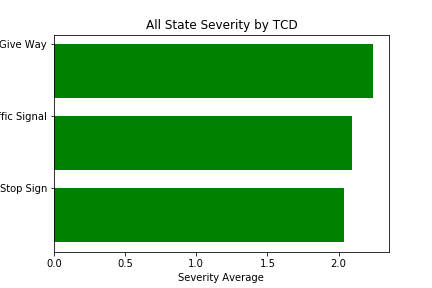 All State Severity by TCD
Give Way
ffic Signal
Stop Sign
0.0 0.5 1.0 1.5 2.0
Severity Average